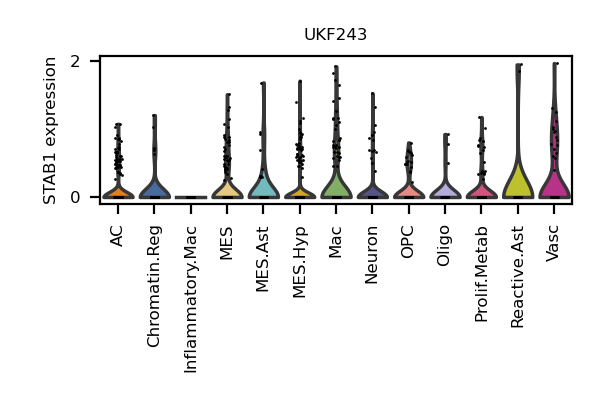 UKF243
STAB1 expression
2
0
AC
Chromatin.Reg
Inflammatory.Mac
MES
MES.Ast
MES.Hyp
Mac
Neuron
OPC
Oligo
Prolif.Metab
Reactive.Ast
Vasc